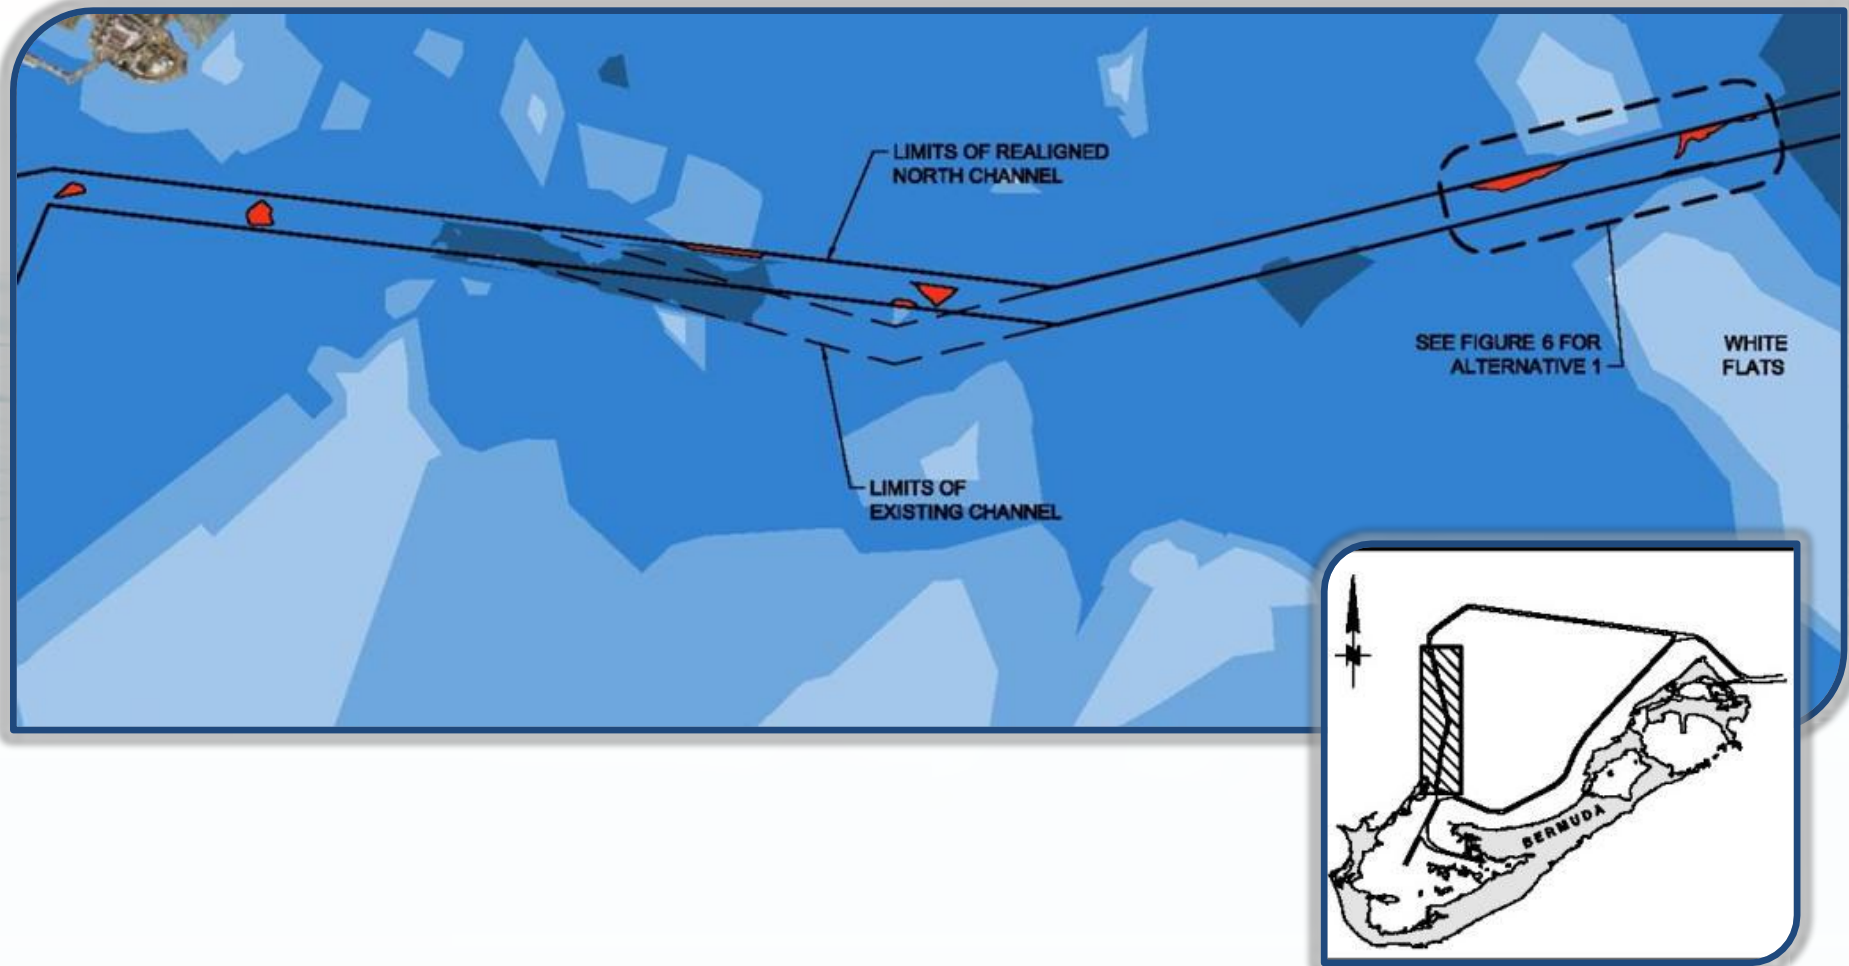 LIMITS OF REALIGNED
NORTH CHANNEL
SEE FIGURE 6 FOR
ALTERNATIVE 1
WHITE
FLATS
LIMITS OF
EXISTING CHANNEL
N
BERMUDA